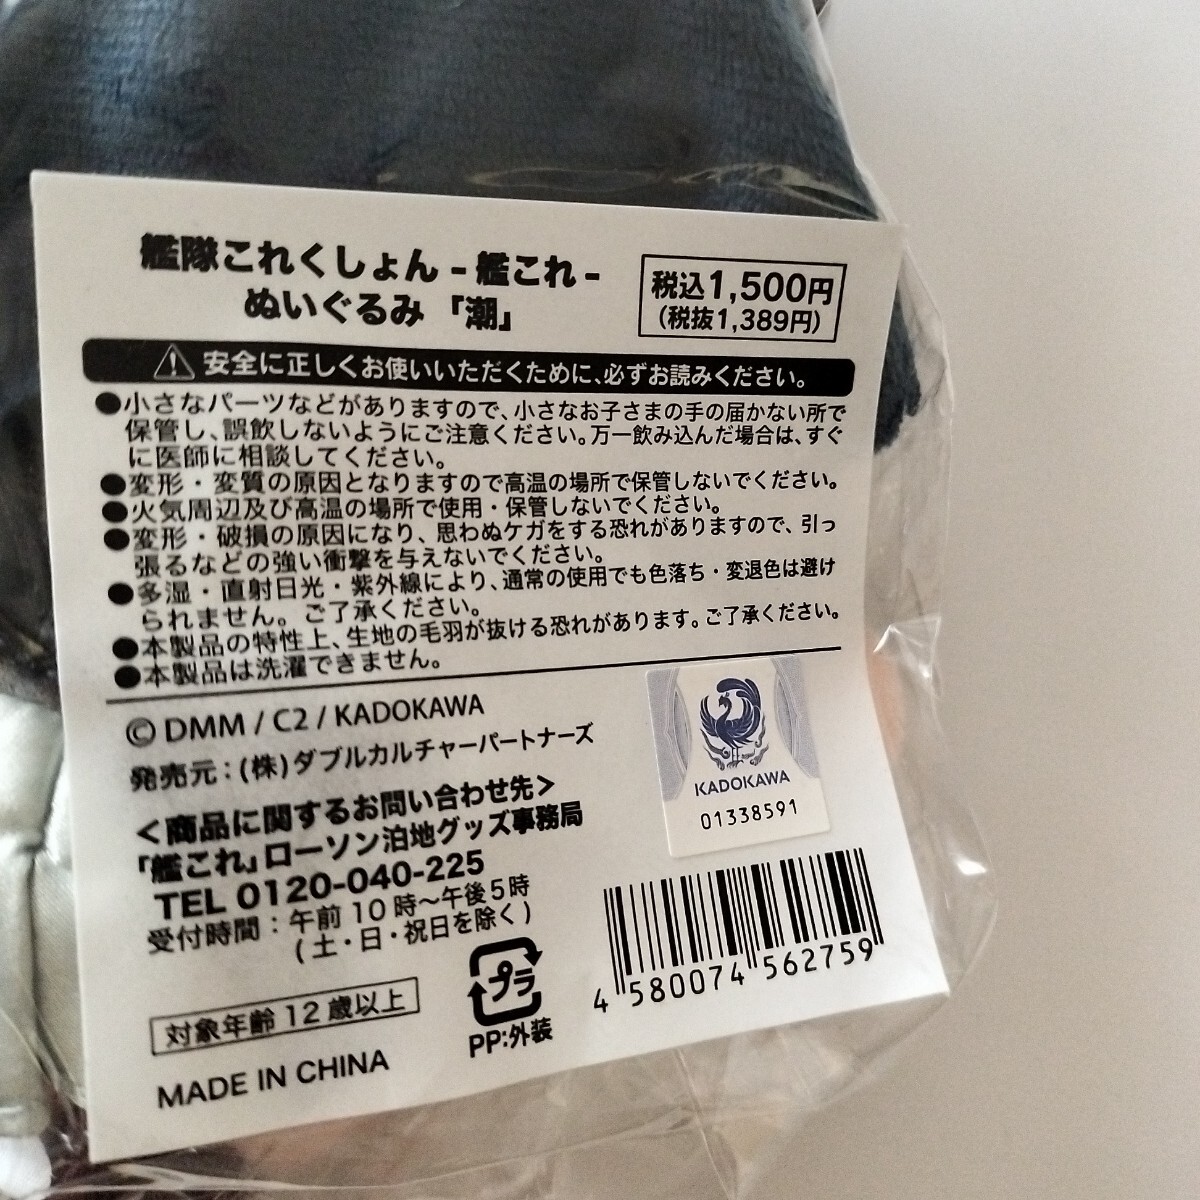 艦隊これくしょん - 艦これ -
ぬいぐるみ 「潮」
税込1,500円
(税抜1,389円)
安全に正しくお使いいただくために、必ずお読みください。
●小さなパーツなどがありますので、小さなお子さまの手の届かない所で
保管し、誤飲しないようにご注意ください。万一飲み込んだ場合は、すぐ
に医師に相談してください。
●変形・変質の原因となりますので高温の場所で保管しないでください。
●火気周辺及び高温の場所で使用・保管しないでください。
●変形・破損の原因になり、思わぬケガをする恐れがありますので、引っ
張るなどの強い衝撃を与えないでください。
●多湿・直射日光・紫外線により、通常の使用でも色落ち・変退色は避け
られません。ご了承ください。
●本製品の特性上、生地の毛羽が抜ける恐れがあります。ご了承ください。
●本製品は洗濯できません。
© DMM / C2 / KADOKAWA
発売元:(株)ダブルカルチャーパートナーズ
<商品に関するお問い合わせ先>
「艦これ」ローソン泊地グッズ事務局
TEL 0120-040-225
受付時間:午前10時~午後5時
(土・日・祝日を除く)
KADOKAWA
01338591
4 580074 562759
プラ
PP:外装
対象年齢12歳以上
MADE IN CHINA